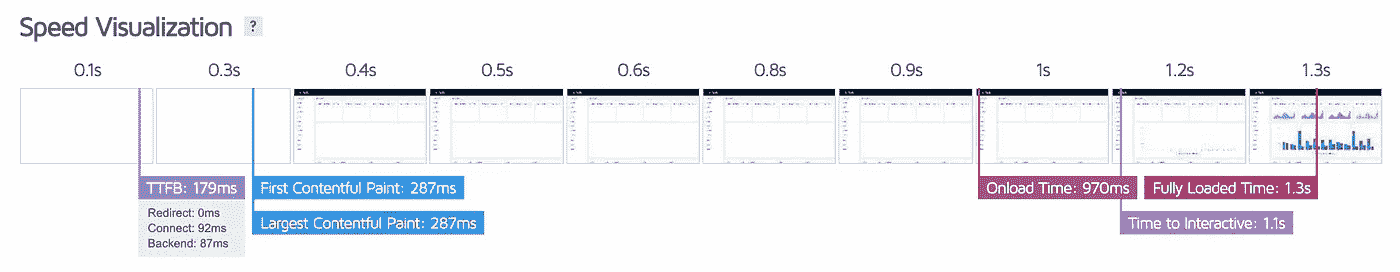 Speed Visualization ?
0.1s 0.3s 0.4s 0.5s 0.6s 0.8s 0.9s 1s 1.2s 1.3s
TTFB: 179ms
Redirect: 0ms
Connect: 92ms
Backend: 87ms
First Contentful Paint: 287ms
Largest Contentful Paint: 287ms
Onload Time: 970ms
Fully Loaded Time: 1.3s
Time to Interactive: 1.1s